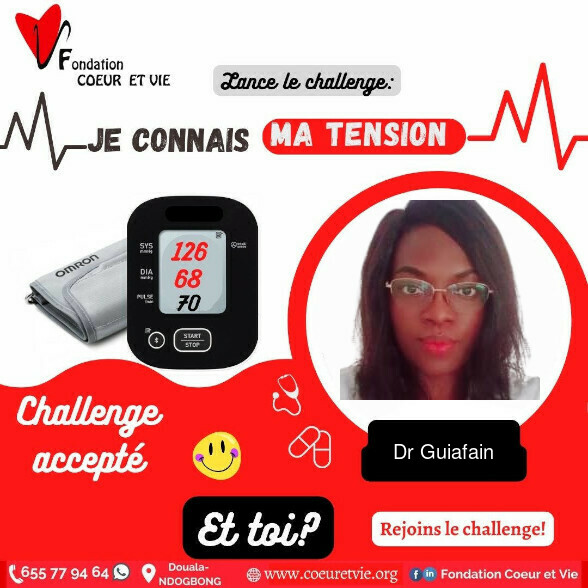 Fondation
COEUR ET VIE
Lance le challenge:
JE CONNAIS MA TENSION
OMRON
SYS
mmHg
126
DIA
mmHg
68
PULSE
/min
70
START
STOP
Challenge
accepté
Dr Guiafain
Et toi?
Rejoins le challenge!
655 77 94 64
Douala-
NDOGBONG
www.coeuretvie.org
f in Fondation Coeur et Vie